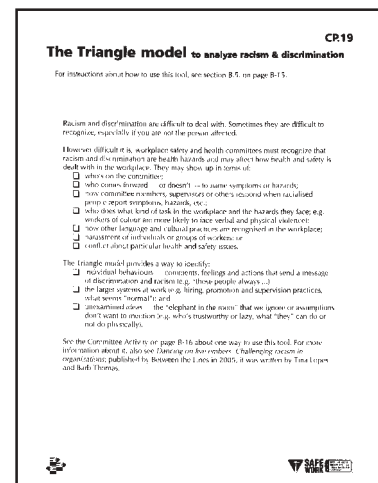 CP.19
The Triangle model to analyze racism & discrimination
For instructions about how to use this tool, see section B.5, on page B-15.
Racism and discrimination are difficult to deal with. Sometimes they are difficult to
recognize, especially if you are not the person affected.
However difficult it is, workplace safety and health committees must recognize that
racism and discrimination are health hazards and may affect how health and safety is
dealt with in the workplace. They may show up in terms of:
❑ who's on the committee;
❑ who comes forward — or doesn't — to name symptoms or hazards;
❑ how committee members, supervisors or others respond when racialised
people report symptoms, hazards, etc.;
❑ who does what kind of task in the workplace and the hazards they face; e.g.
workers of colour are more likely to face verbal and physical violence);
❑ how other language and cultural practices are recognised in the workplace;
❑ harassment of individuals or groups of workers; or
❑ conflict about particular health and safety issues.
The Triangle model provides a way to identify:
❑ individual behaviours — comments, feelings and actions that send a message
of discrimination and racism (e.g. "those people always ...)
❑ the larger systems at work (e.g. hiring, promotion and supervision practices,
what seems "normal"); and
❑ unexamined ideas — the "elephant in the room" that we ignore or assumptions
don't want to mention (e.g. who's trustworthy or lazy, what "they" can do or
not do physically).
See the Committee Activity on page B-16 about one way to use this tool. For more
information about it, also see Dancing on live embers. Challenging racism in
organizations, published by Between the Lines in 2005, it was written by Tina Lopes
and Barb Thomas.
SAFE
WORK